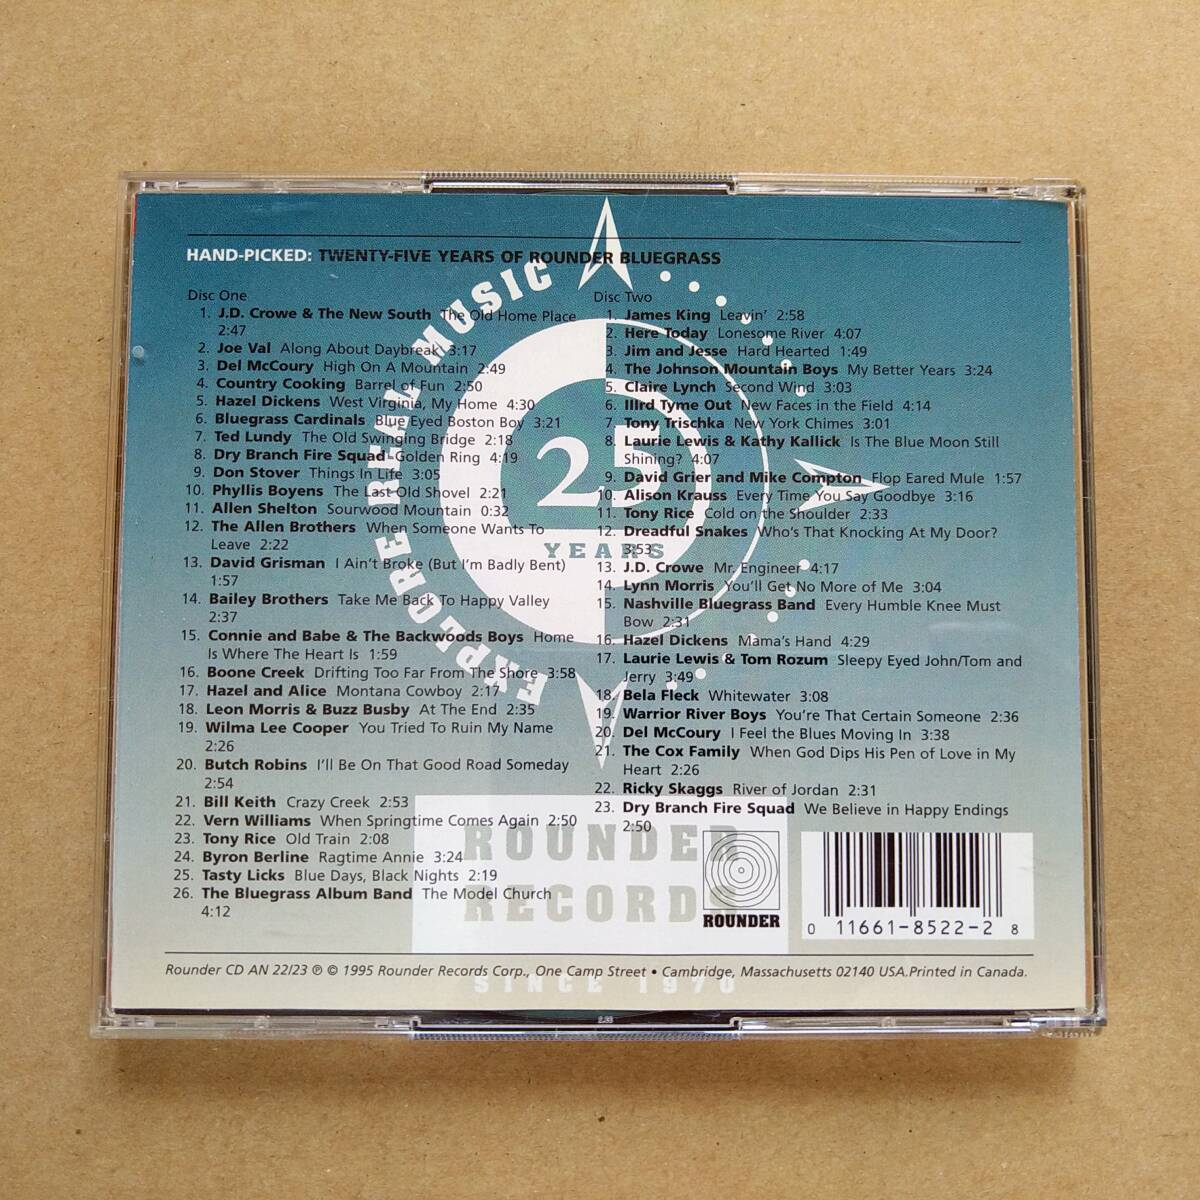 HAND-PICKED: TWENTY-FIVE YEARS OF ROUNDER BLUEGRASS
Disc One
1. J.D. Crowe & The New South The Old Home Place
2:47
2. Joe Val Along About Daybreak 3:17
3. Del McCoury High On A Mountain 2:49
4. Country Cooking Barrel of Fun 2:50
5. Hazel Dickens West Virginia, My Home 4:30
6. Bluegrass Cardinals Blue Eyed Boston Boy 3:21
7. Ted Lundy The Old Swinging Bridge 2:18
8. Dry Branch Fire Squad Golden Ring 4:19
9. Don Stover Things In Life 3:05
10. Phyllis Boyens The Last Old Shovel 2:21
11. Allen Shelton Sourwood Mountain 0:32
12. The Allen Brothers When Someone Wants To
Leave 2:22
13. David Grisman I Ain't Broke (But I'm Badly Bent)
1:57
14. Bailey Brothers Take Me Back To Happy Valley
2:37
15. Connie and Babe & The Backwoods Boys Home
Is Where The Heart Is 1:59
16. Boone Creek Drifting Too Far From The Shore 3:58
17. Hazel and Alice Montana Cowboy 2:17
18. Leon Morris & Buzz Busby At The End 2:35
19. Wilma Lee Cooper You Tried To Ruin My Name
2:26
20. Butch Robins I'll Be On That Good Road Someday
2:54
21. Bill Keith Crazy Creek 2:53
22. Vern Williams When Springtime Comes Again 2:50
23. Tony Rice Old Train 2:08
24. Byron Berline Ragtime Annie 3:24
25. Tasty Licks Blue Days, Black Nights 2:19
26. The Bluegrass Album Band The Model Church
4:12
Disc Two
1. James King Leavin' 2:58
2. Here Today Lonesome River 4:07
3. Jim and Jesse Hard Hearted 1:49
4. The Johnson Mountain Boys My Better Years 3:24
5. Claire Lynch Second Wind 3:03
6. IIIrd Tyme Out New Faces in the Field 4:14
7. Tony Trischka New York Chimes 3:01
8. Laurie Lewis & Kathy Kallick Is The Blue Moon Still
Shining? 4:07
9. David Grier and Mike Compton Flop Eared Mule 1:57
10. Alison Krauss Every Time You Say Goodbye 3:16
11. Tony Rice Cold on the Shoulder 2:33
12. Dreadful Snakes Who's That Knocking At My Door?
3:53
13. J.D. Crowe Mr. Engineer 4:17
14. Lynn Morris You'll Get No More of Me 3:04
15. Nashville Bluegrass Band Every Humble Knee Must
Bow 2:31
16. Hazel Dickens Mama's Hand 4:29
17. Laurie Lewis & Tom Rozum Sleepy Eyed John/Tom and
Jerry 3:49
18. Bela Fleck Whitewater 3:08
19. Warrior River Boys You're That Certain Someone 2:36
20. Del McCoury I Feel the Blues Moving In 3:38
21. The Cox Family When God Dips His Pen of Love in My
Heart 2:26
22. Ricky Skaggs River of Jordan 2:31
23. Dry Branch Fire Squad We Believe in Happy Endings
2:50
EXPLORE REAL MUSIC
25
YEARS
ROUNDER
RECORDS
SINCE 1970
ROUNDER
0 11661-8522-2 8
Rounder CD AN 22/23 ℗ © 1995 Rounder Records Corp., One Camp Street • Cambridge, Massachusetts 02140 USA.Printed in Canada.